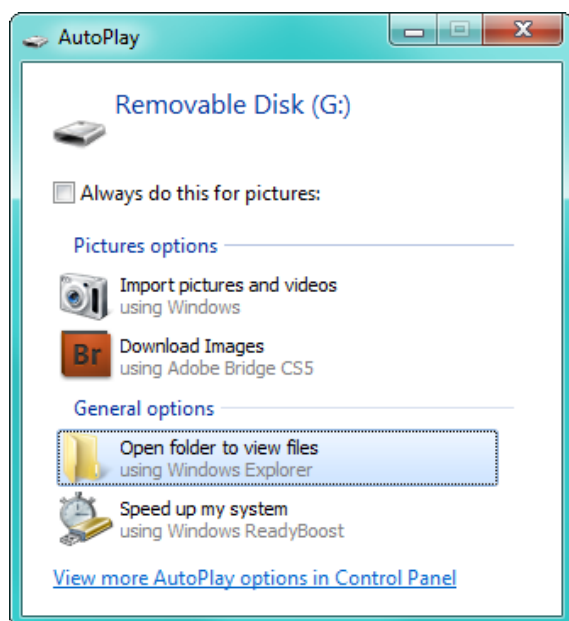 AutoPlay
Removable Disk (G:)
Always do this for pictures:
Pictures options
Import pictures and videos
using Windows
Br
Download Images
using Adobe Bridge CS5
General options
Open folder to view files
using Windows Explorer
Speed up my system
using Windows ReadyBoost
View more AutoPlay options in Control Panel